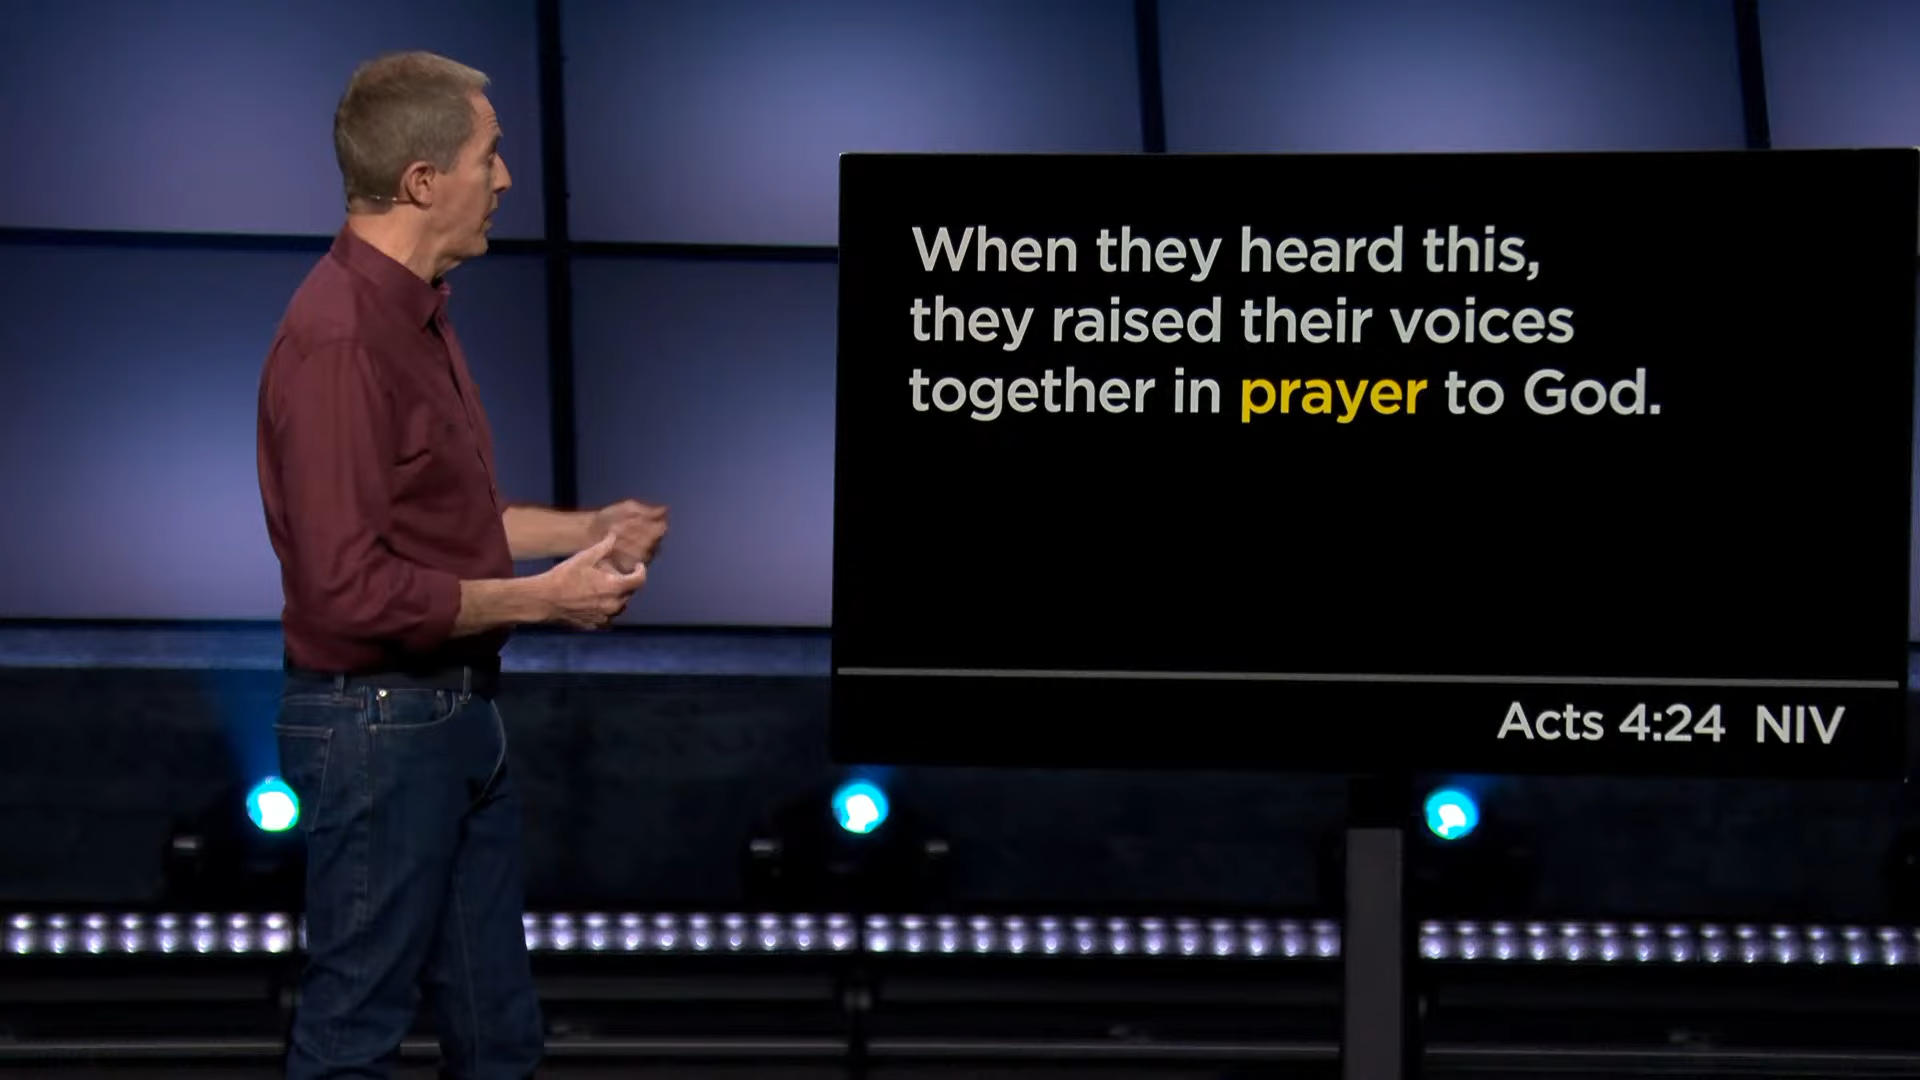 When they heard this,
they raised their voices
together in prayer to God.
Acts 4:24 NIV